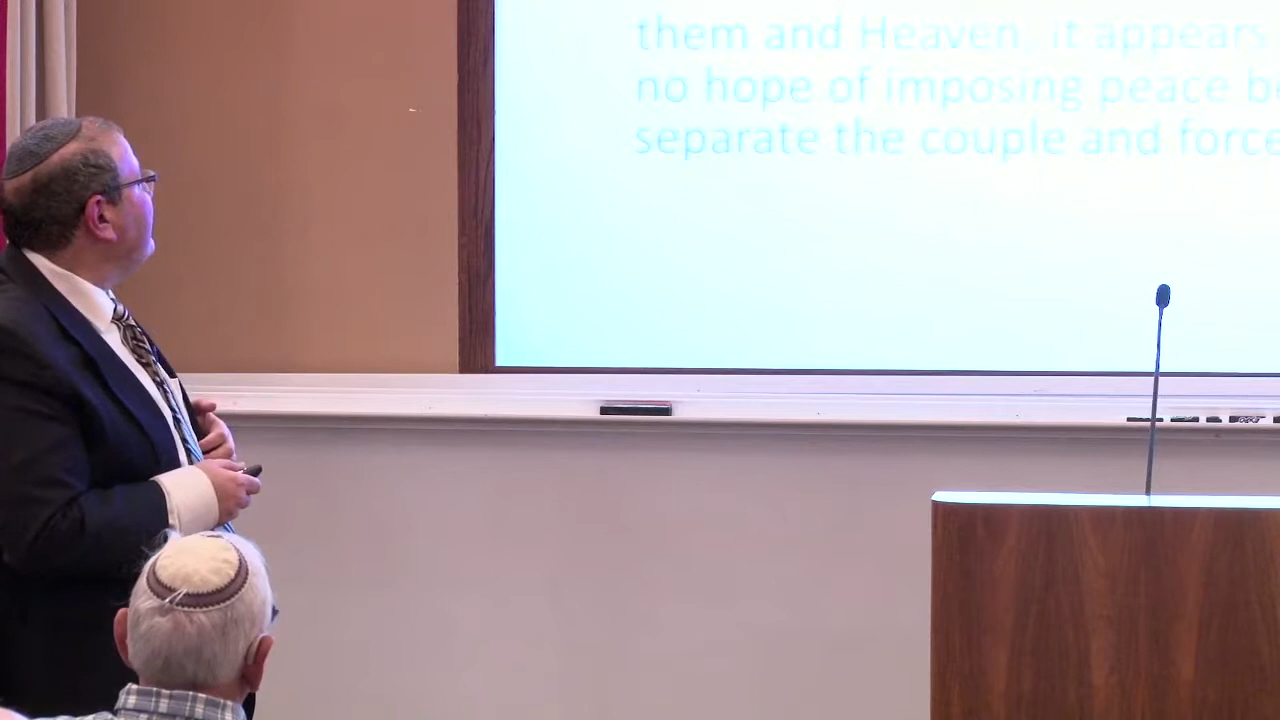 them and Heaven, it appears
no hope of imposing peace be
separate the couple and force